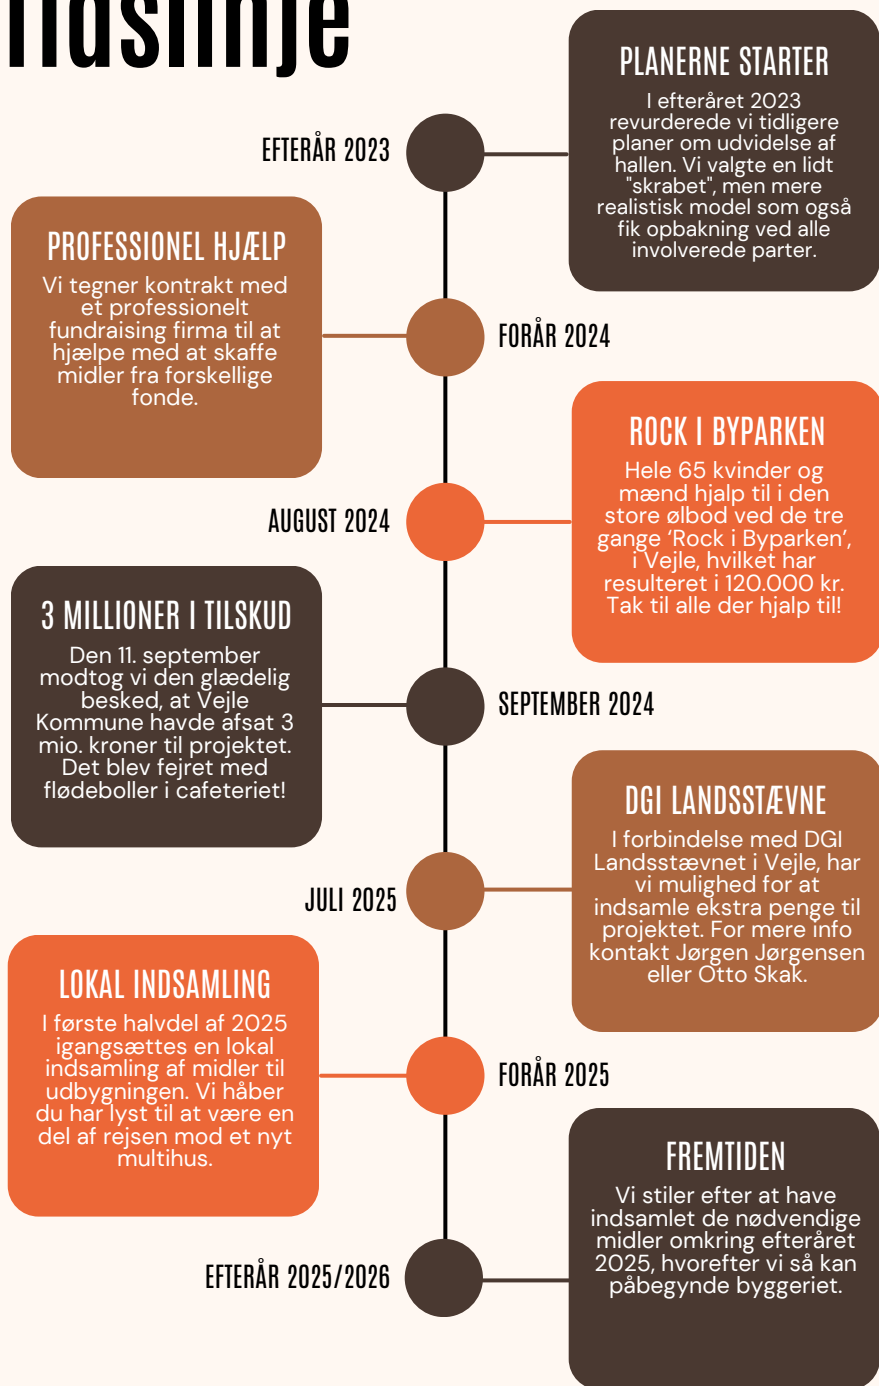 Tidslinje
EFTERÅR 2023
PLANERNE STARTER
I efteråret 2023
revurderede vi tidligere
planer om udvidelse af
hallen. Vi valgte en lidt
"skrabet", men mere
realistisk model som også
fik opbakning ved alle
involverede parter.
PROFESSIONEL HJÆLP
Vi tegner kontrakt med
et professionelt
fundraising firma til at
hjælpe med at skaffe
midler fra forskellige
fonde.
FORÅR 2024
AUGUST 2024
ROCK I BYPARKEN
Hele 65 kvinder og
mænd hjalp til i den
store ølbod ved de tre
gange ‘Rock i Byparken’,
i Vejle, hvilket har
resulteret i 120.000 kr.
Tak til alle der hjalp til!
3 MILLIONER I TILSKUD
Den 11. september
modtog vi den glædelig
besked, at Vejle
Kommune havde afsat 3
mio. kroner til projektet.
Det blev fejret med
flødeboller i cafeteriet!
SEPTEMBER 2024
JULI 2025
DGI LANDSSTÆVNE
I forbindelse med DGI
Landsstævnet i Vejle, har
vi mulighed for at
indsamle ekstra penge til
projektet. For mere info
kontakt Jørgen Jørgensen
eller Otto Skak.
LOKAL INDSAMLING
I første halvdel af 2025
igangsættes en lokal
indsamling af midler til
udbygningen. Vi håber
du har lyst til at være en
del af rejsen mod et nyt
multihus.
FORÅR 2025
EFTERÅR 2025/2026
FREMTIDEN
Vi stiler efter at have
indsamlet de nødvendige
midler omkring efteråret
2025, hvorefter vi så kan
påbegynde byggeriet.